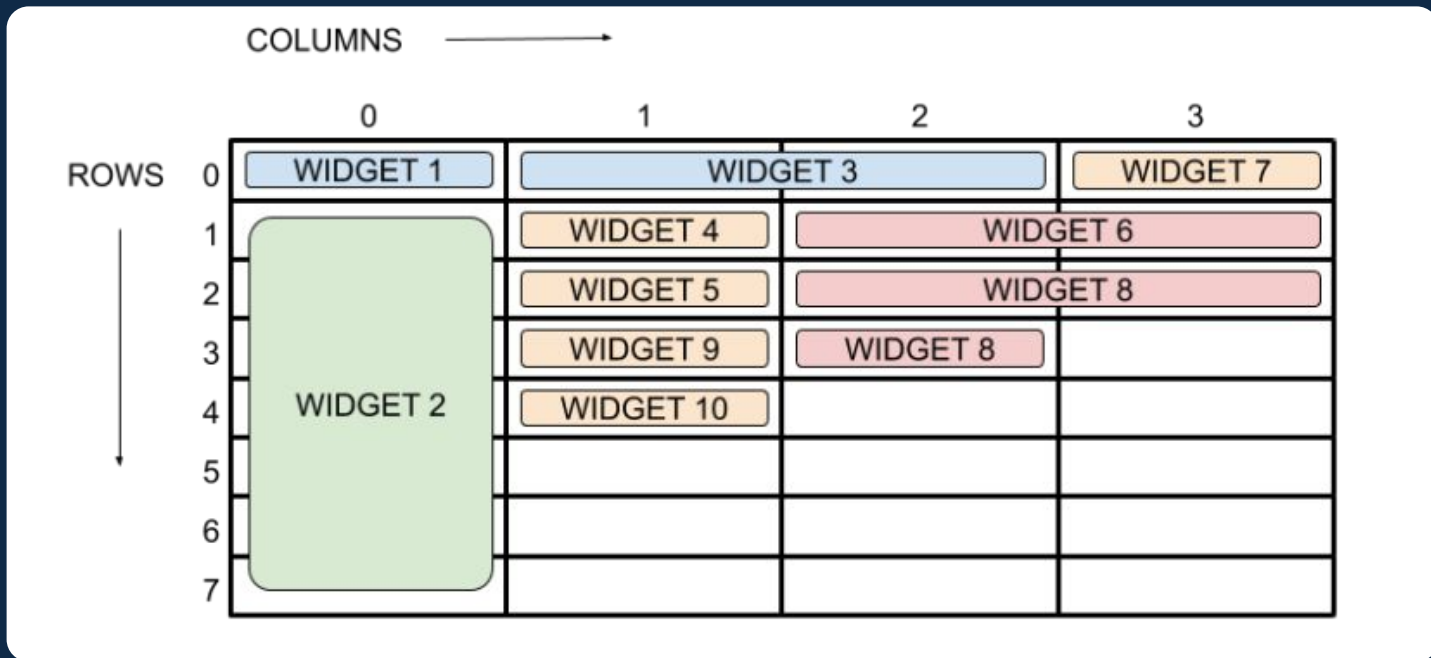 COLUMNS
0 1 2 3
ROWS 0 WIDGET 1 WIDGET 3 WIDGET 7
1 WIDGET 4 WIDGET 6
2 WIDGET 5 WIDGET 8
3 WIDGET 9 WIDGET 8
4 WIDGET 2 WIDGET 10
5
6
7